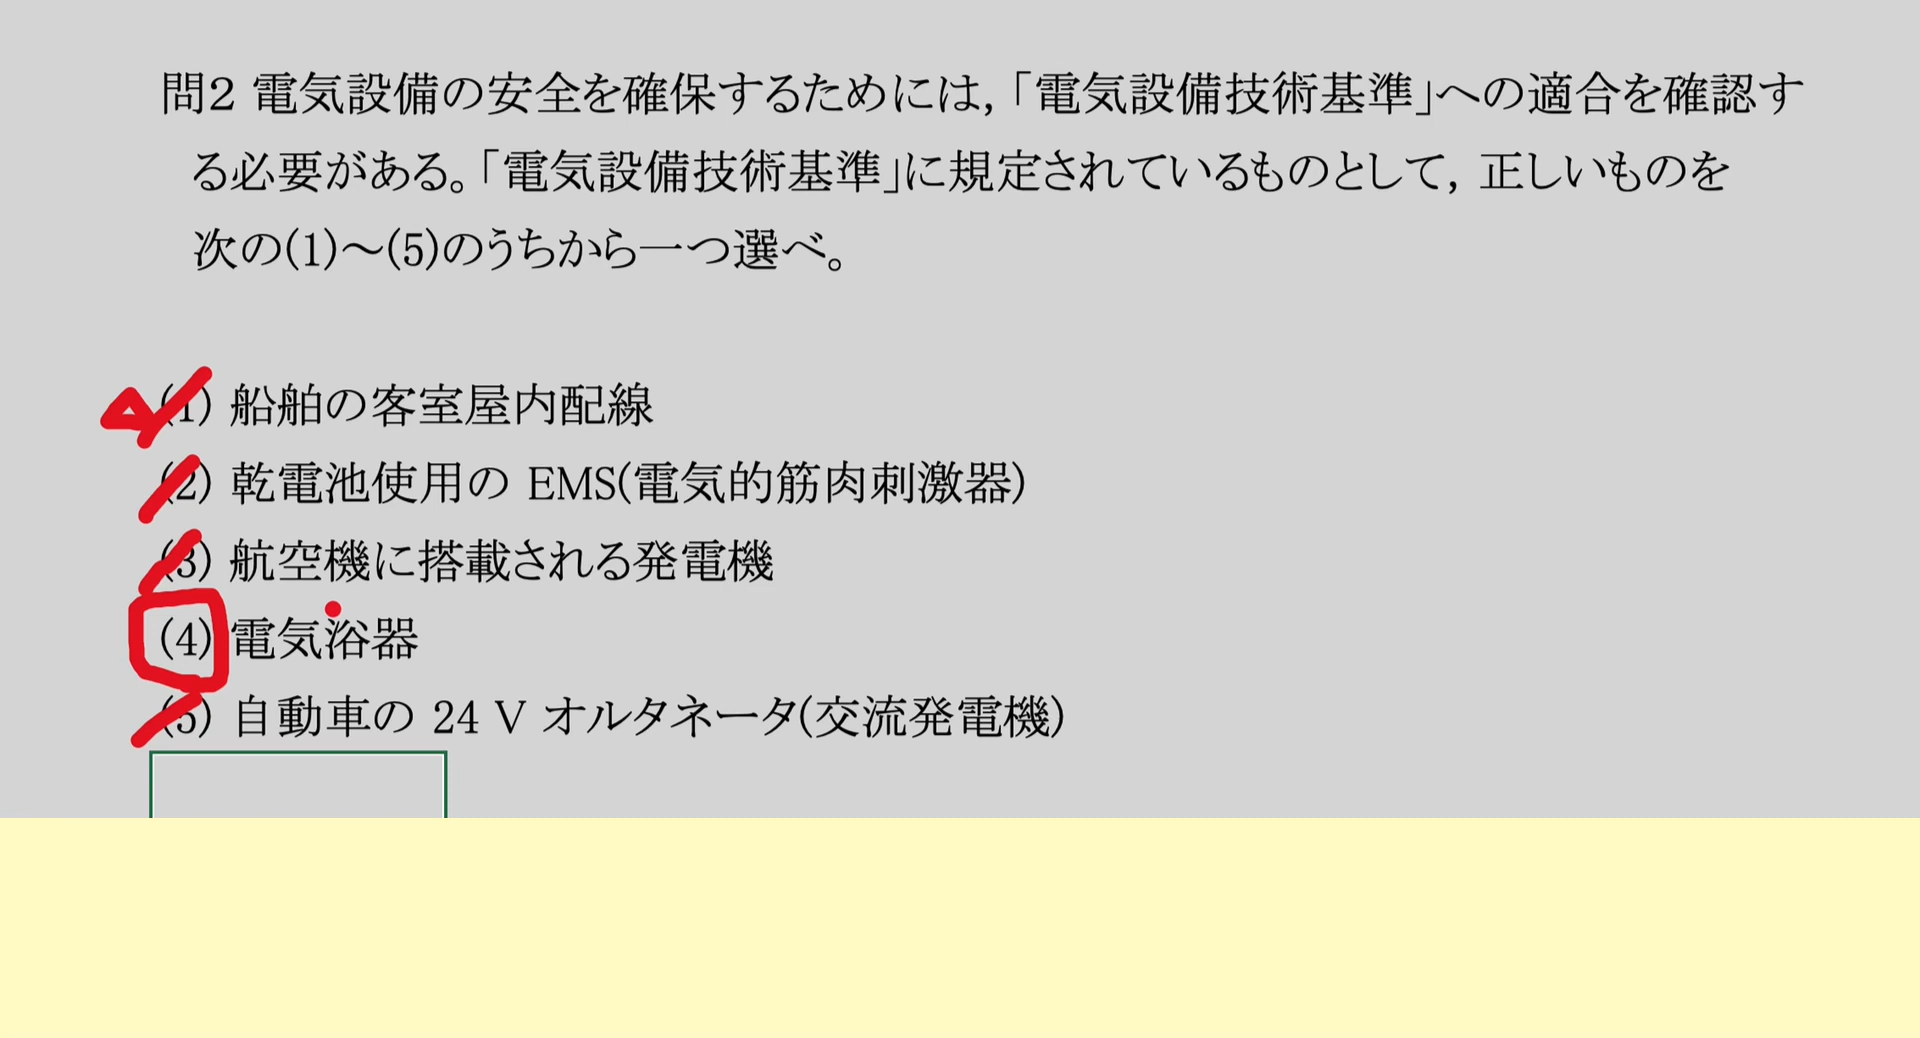 問2 電気設備の安全を確保するためには,「電気設備技術基準」への適合を確認す
る必要がある。「電気設備技術基準」に規定されているものとして, 正しいものを
次の(1)〜(5)のうちから一つ選べ。
(1) 船舶の客室屋内配線
(2) 乾電池使用の EMS(電気的筋肉刺激器)
(3) 航空機に搭載される発電機
(4) 電気浴器
(5) 自動車の 24 V オルタネータ(交流発電機)